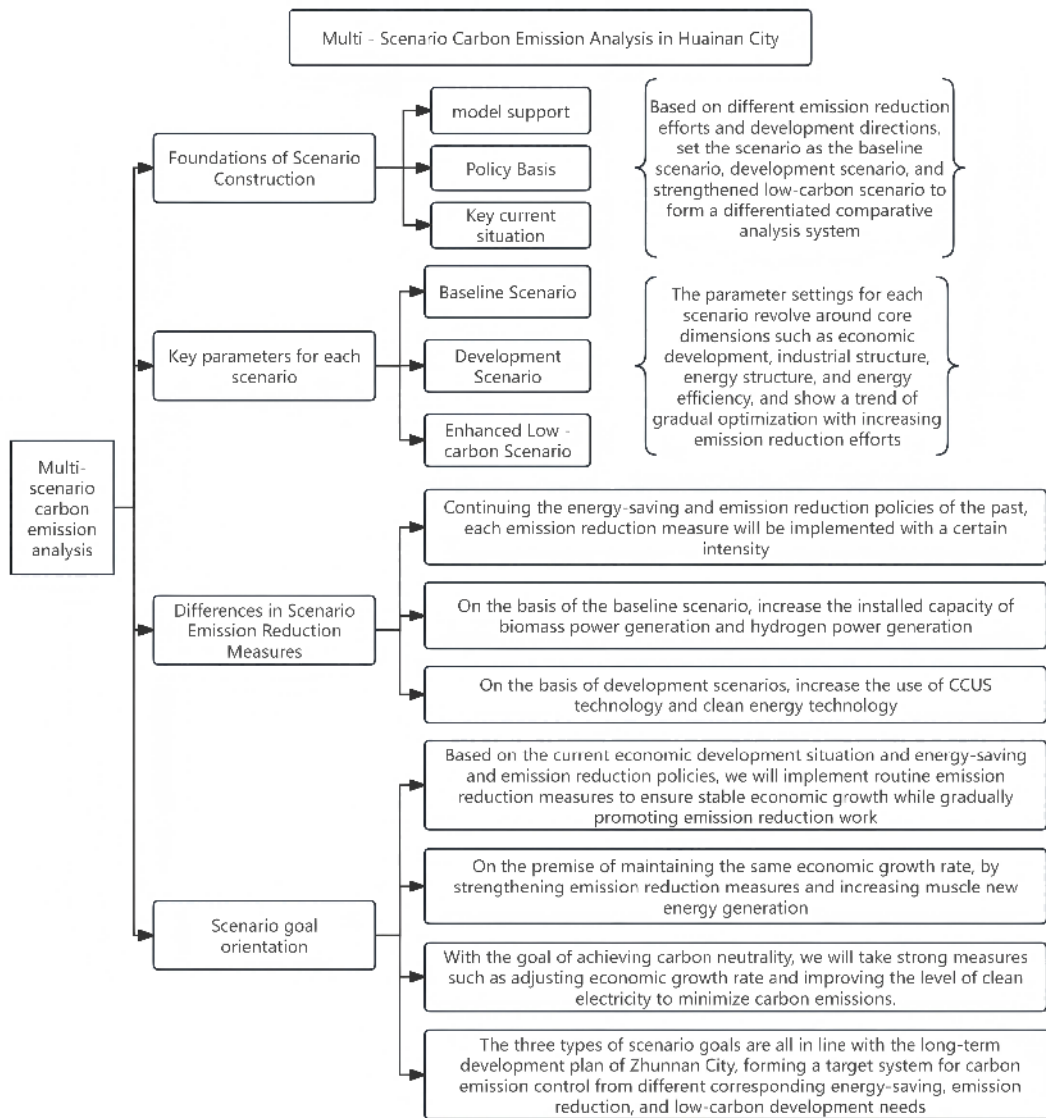 Multi - Scenario Carbon Emission Analysis in Huainan City
Multi-
scenario
carbon
emission
analysis
Foundations of Scenario
Construction
model support
Policy Basis
Key current
situation
Based on different emission reduction
efforts and development directions,
set the scenario as the baseline
scenario, development scenario, and
strengthened low-carbon scenario to
form a differentiated comparative
analysis system
Key parameters for each
scenario
Baseline Scenario
Development
Scenario
Enhanced Low -
carbon Scenario
The parameter settings for each
scenario revolve around core
dimensions such as economic
development, industrial structure,
energy structure, and energy
efficiency, and show a trend of
gradual optimization with increasing
emission reduction efforts
Differences in Scenario
Emission Reduction
Measures
Continuing the energy-saving and emission reduction policies of the past,
each emission reduction measure will be implemented with a certain
intensity
On the basis of the baseline scenario, increase the installed capacity of
biomass power generation and hydrogen power generation
On the basis of development scenarios, increase the use of CCUS
technology and clean energy technology
Scenario goal
orientation
Based on the current economic development situation and energy-saving
and emission reduction policies, we will implement routine emission
reduction measures to ensure stable economic growth while gradually
promoting emission reduction work
On the premise of maintaining the same economic growth rate, by
strengthening emission reduction measures and increasing muscle new
energy generation
With the goal of achieving carbon neutrality, we will take strong measures
such as adjusting economic growth rate and improving the level of clean
electricity to minimize carbon emissions.
The three types of scenario goals are all in line with the long-term
development plan of Zhunnan City, forming a target system for carbon
emission control from different corresponding energy-saving, emission
reduction, and low-carbon development needs